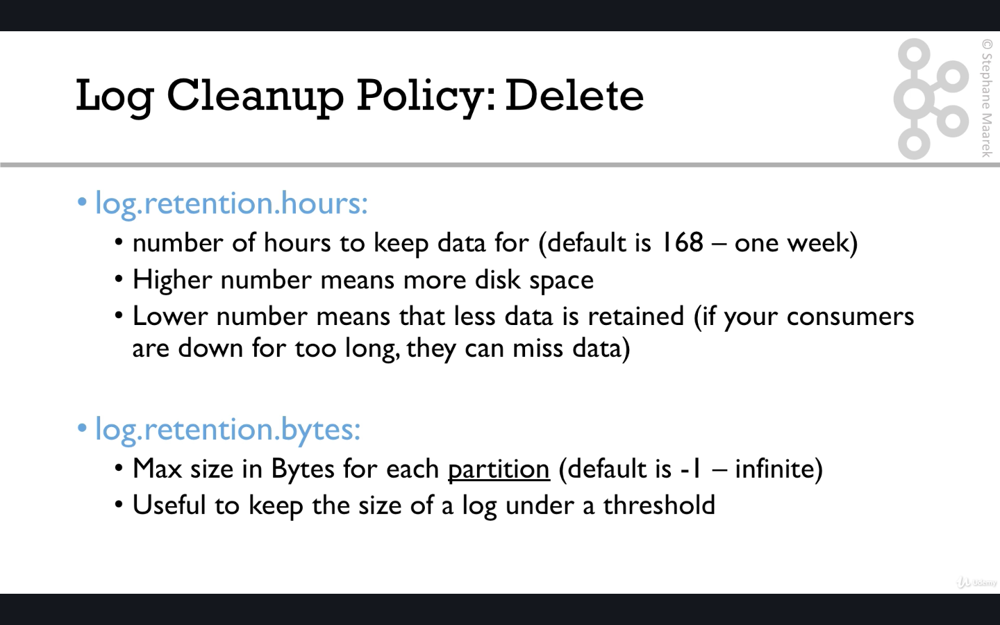 Log Cleanup Policy: Delete
© Stephane Maarek
• log.retention.hours:
• number of hours to keep data for (default is 168 – one week)
• Higher number means more disk space
• Lower number means that less data is retained (if your consumers
are down for too long, they can miss data)
• log.retention.bytes:
• Max size in Bytes for each partition (default is -1 – infinite)
• Useful to keep the size of a log under a threshold
Udemy